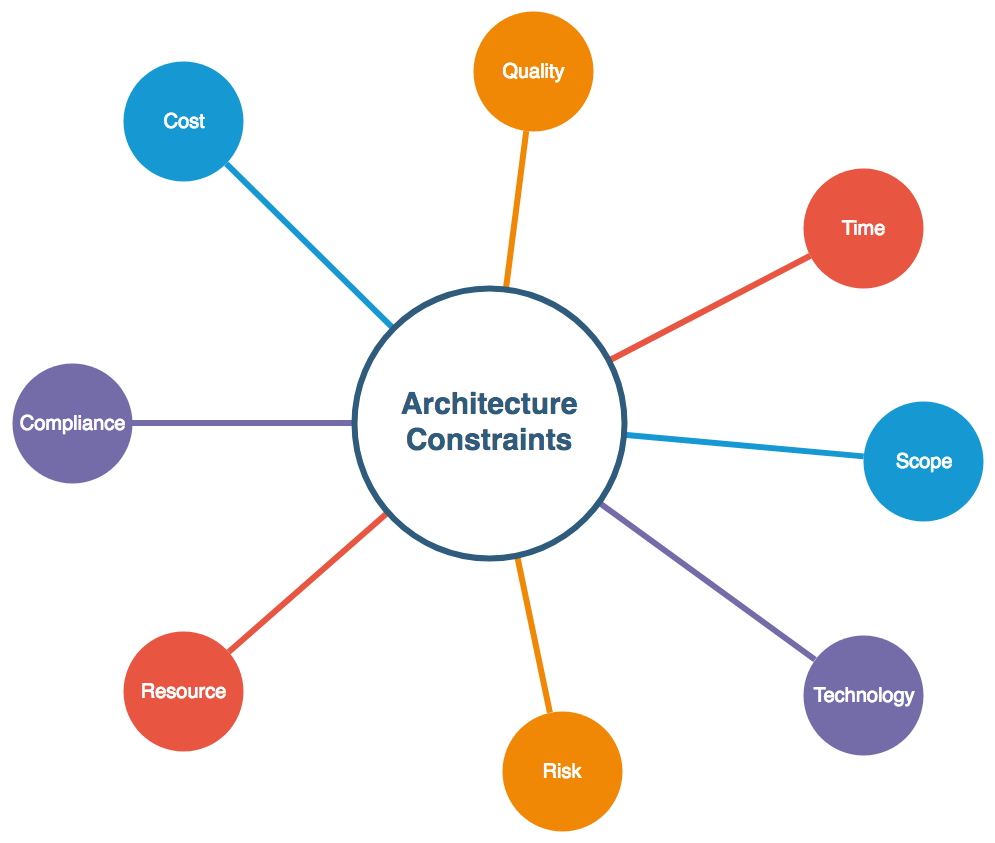 Quality
Cost
Time
Architecture
Constraints
Compliance
Scope
Resource
Technology
Risk